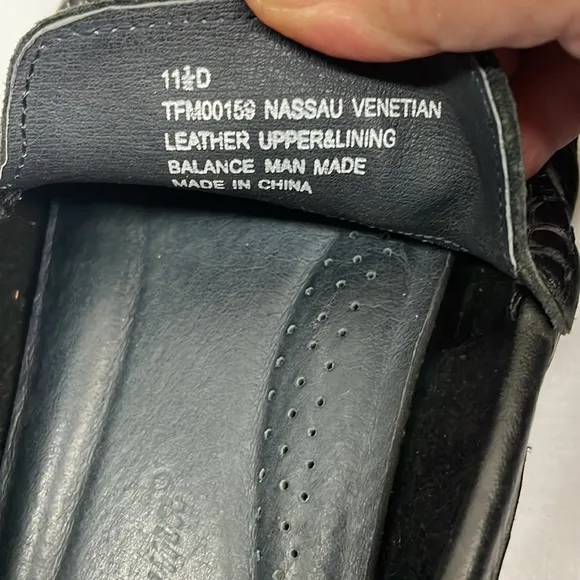 11½D
TFM00159 NASSAU VENETIAN
LEATHER UPPER&LINING
BALANCE MAN MADE
MADE IN CHINA